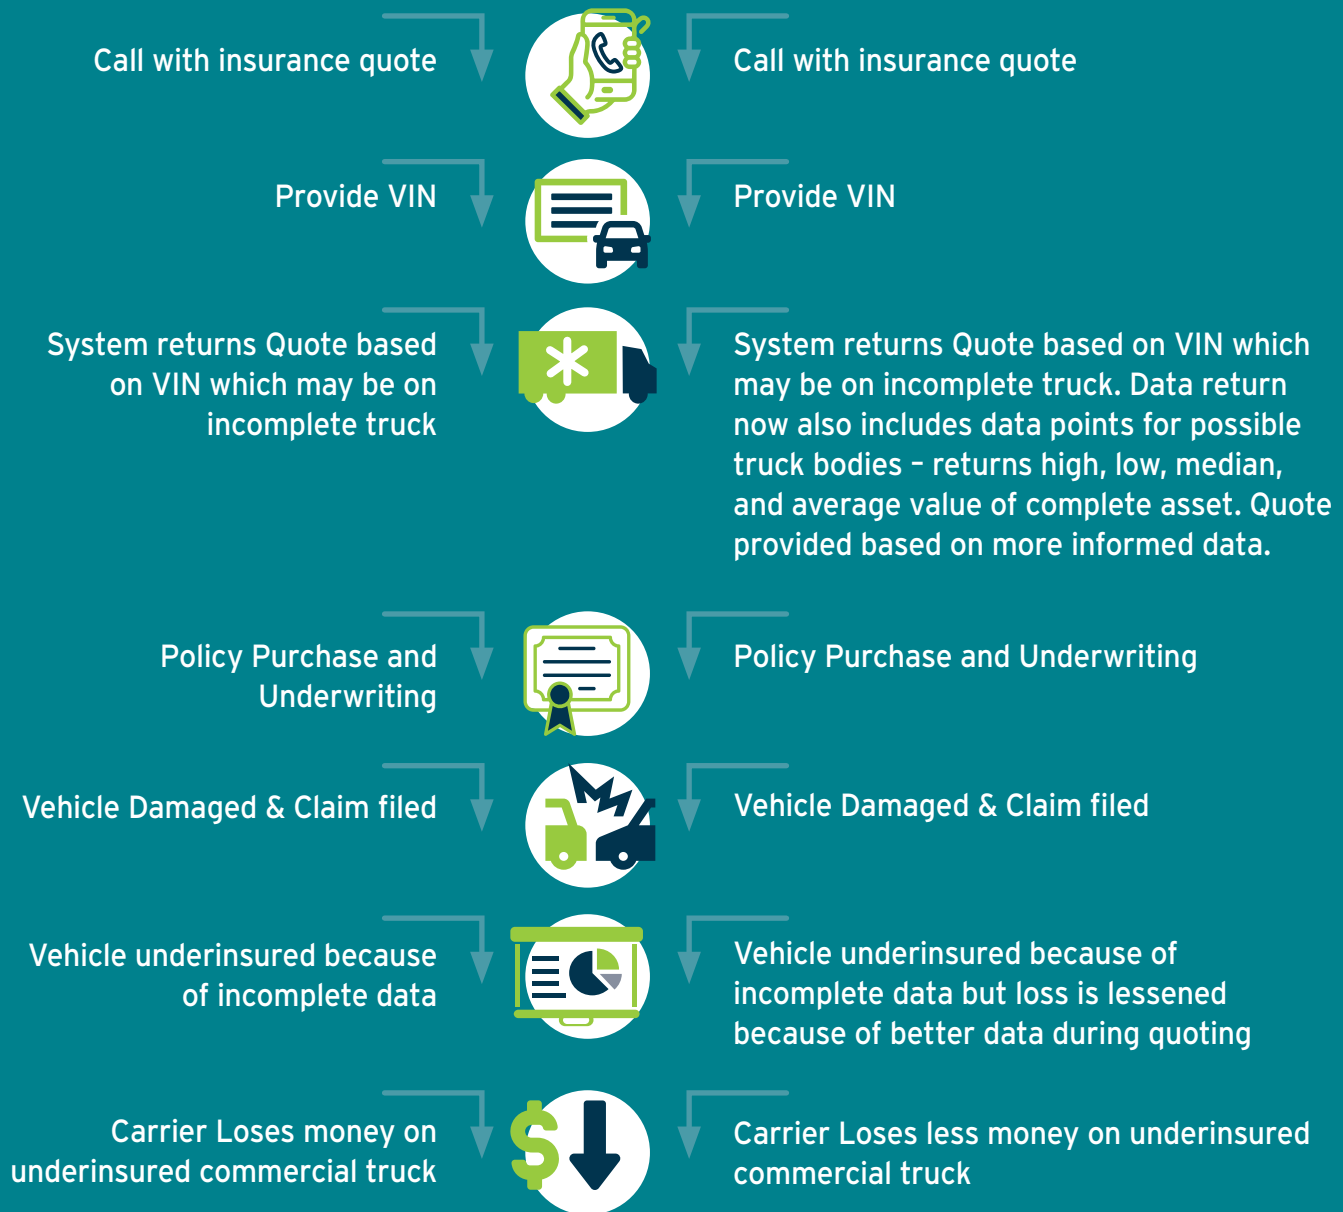 Call with insurance quote
Call with insurance quote
Provide VIN
Provide VIN
System returns Quote based
on VIN which may be on
incomplete truck
System returns Quote based on VIN which
may be on incomplete truck. Data return
now also includes data points for possible
truck bodies – returns high, low, median,
and average value of complete asset. Quote
provided based on more informed data.
Policy Purchase and
Underwriting
Policy Purchase and Underwriting
Vehicle Damaged & Claim filed
Vehicle Damaged & Claim filed
Vehicle underinsured because
of incomplete data
Vehicle underinsured because of
incomplete data but loss is lessened
because of better data during quoting
$
Carrier Loses money on
underinsured commercial truck
Carrier Loses less money on underinsured
commercial truck